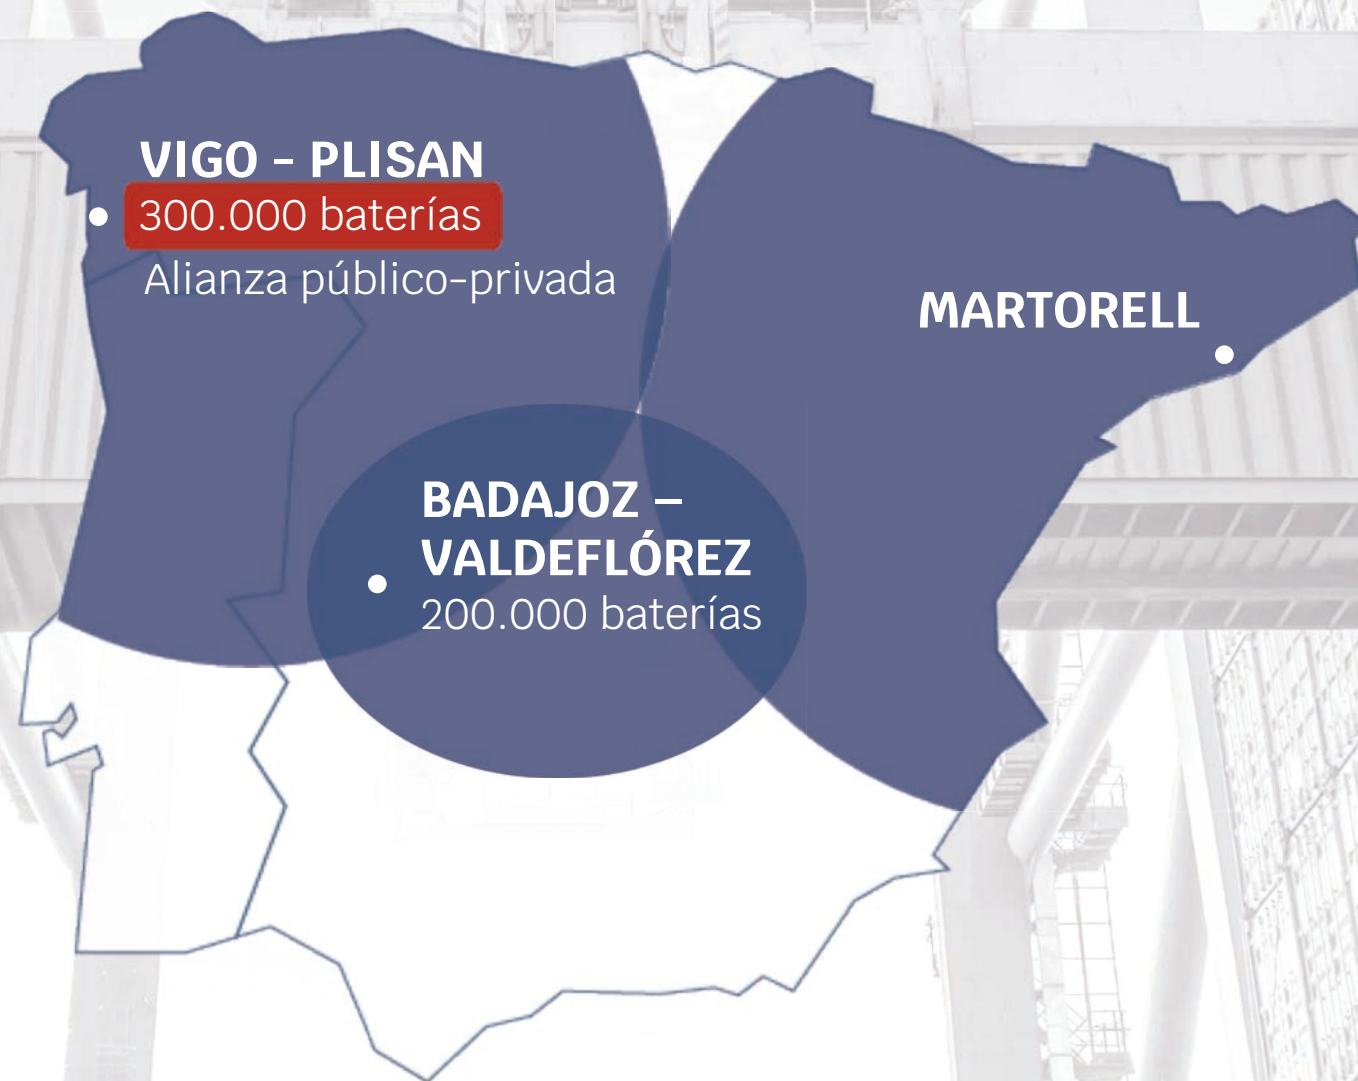 VIGO – PLISAN
300.000 baterías
Alianza público-privada
MARTORELL
BADAJOZ –
VALDEFLÓREZ
200.000 baterías